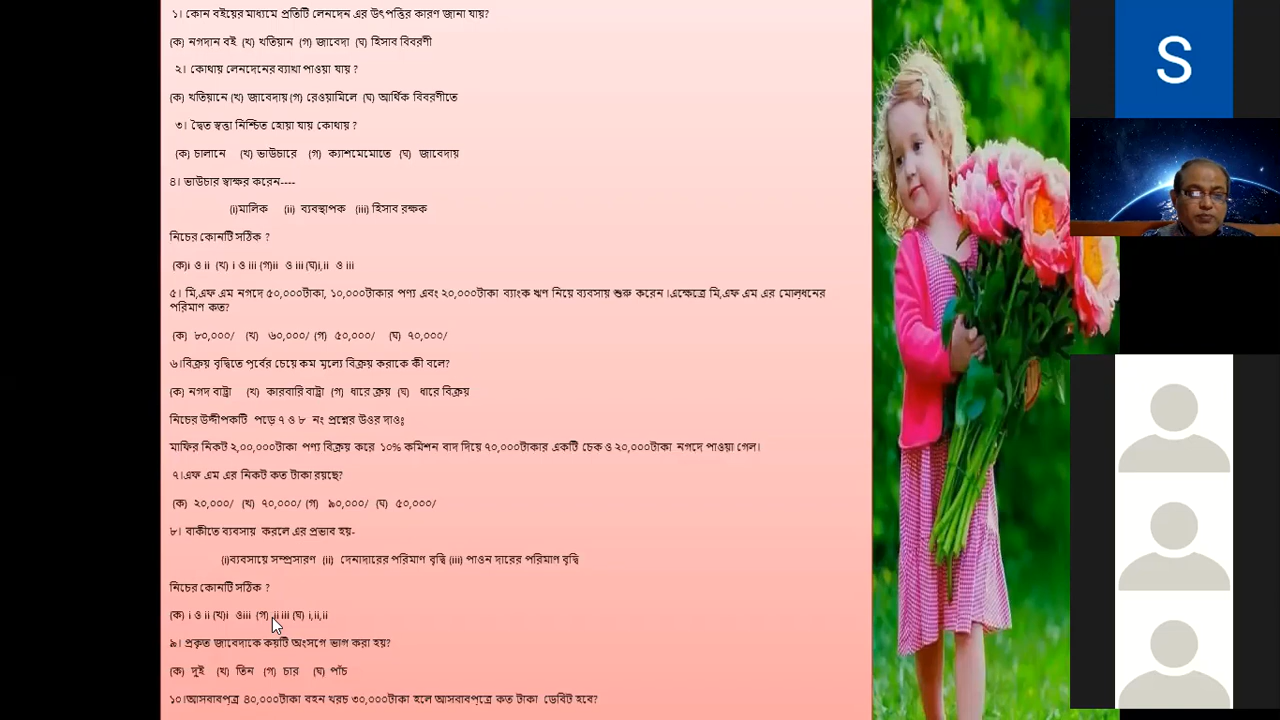 ১। কোন বইয়ের মাধ্যমে প্রতিটি লেনদেন এর উৎপত্তির কারণ জানা যায়?
(ক) নগদান বই (খ) খতিয়ান (গ) জাবেদা (ঘ) হিসাব বিবরণী
২। কোথায় লেনদেনের ব্যাখা পাওয়া যায় ?
(ক) খতিয়ানে (খ) জাবেদায় (গ) রেওয়ামিলে (ঘ) আর্থিক বিবরণীতে
৩। দ্বৈত স্বত্তা নিশ্চিত হোয়া যায় কোথায় ?
(ক) চালানে (খ) ভাউচারে (গ) ক্যাশমেমোতে (ঘ) জাবেদায়
৪। ভাউচার স্বাক্ষর করেন----
(i)মালিক (ii) ব্যবস্থাপক (iii) হিসাব রক্ষক
নিচের কোনটি সঠিক ?
(ক)i ও ii (খ) i ও iii (গ)ii ও iii (ঘ)i,ii ও iii
৫। মি,এফ এম নগদে ৫০,০০০টাকা, ১০,০০০টাকার পণ্য এবং ২০,০০০টাকা ব্যাংক ঋণ নিয়ে ব্যবসায় শুরু করেন।এক্ষেত্রে মি,এফ এম এর মোলধনের
পরিমাণ কত?
(ক) ৮০,০০০/ (খ) ৬০,০০০/ (গ) ৫০,০০০/ (ঘ) ৭০,০০০/
৬।বিক্রয় বৃদ্ধিতে পূর্বের চেয়ে কম মূল্যে বিক্রয় করাকে কী বলে?
(ক) নগদ বাট্টা (খ) কারবারি বাট্টা (গ) ধারে ক্রয় (ঘ) ধারে বিক্রয়
নিচের উদ্দীপকটি পড়ে ৭ ও ৮ নং প্রশ্নের উওর দাওঃ
মাফির নিকট ২,০০,০০০টাকা পণ্য বিক্রয় করে ১০% কমিশন বাদ দিয়ে ৭০,০০০টাকার একটি চেক ও ২০,০০০টাকা নগদে পাওয়া গেল।
৭।এফ এম এর নিকট কত টাকা রয়ছে?
(ক) ২০,০০০/ (খ) ৭০,০০০/ (গ) ৯০,০০০/ (ঘ) ৫০,০০০/
৮। বাকীতে ব্যবসায় করলে এর প্রভাব হয়-
(i)ব্যবসায়ে সম্প্রসারণ (ii) দেনাদারের পরিমাণ বৃদ্ধি (iii) পাওন দারের পরিমাণ বৃদ্ধি
নিচের কোনটি সঠিক ?
(ক) i ও ii (খ) iii (ঘ) i,ii,ii
৯। প্রকৃত জাবেদাকে কয়টি অংসগে ভাগ করা হয়?
(ক) দুই (খ) তিন (গ) চার (ঘ) পাঁচ
১০।আসবাবপত্র ৪০,০০০টাকা বহন খরচ ৩০,০০০টাকা হলে আসবাবপত্রে কত টাকা ডেবিট হবে?
S